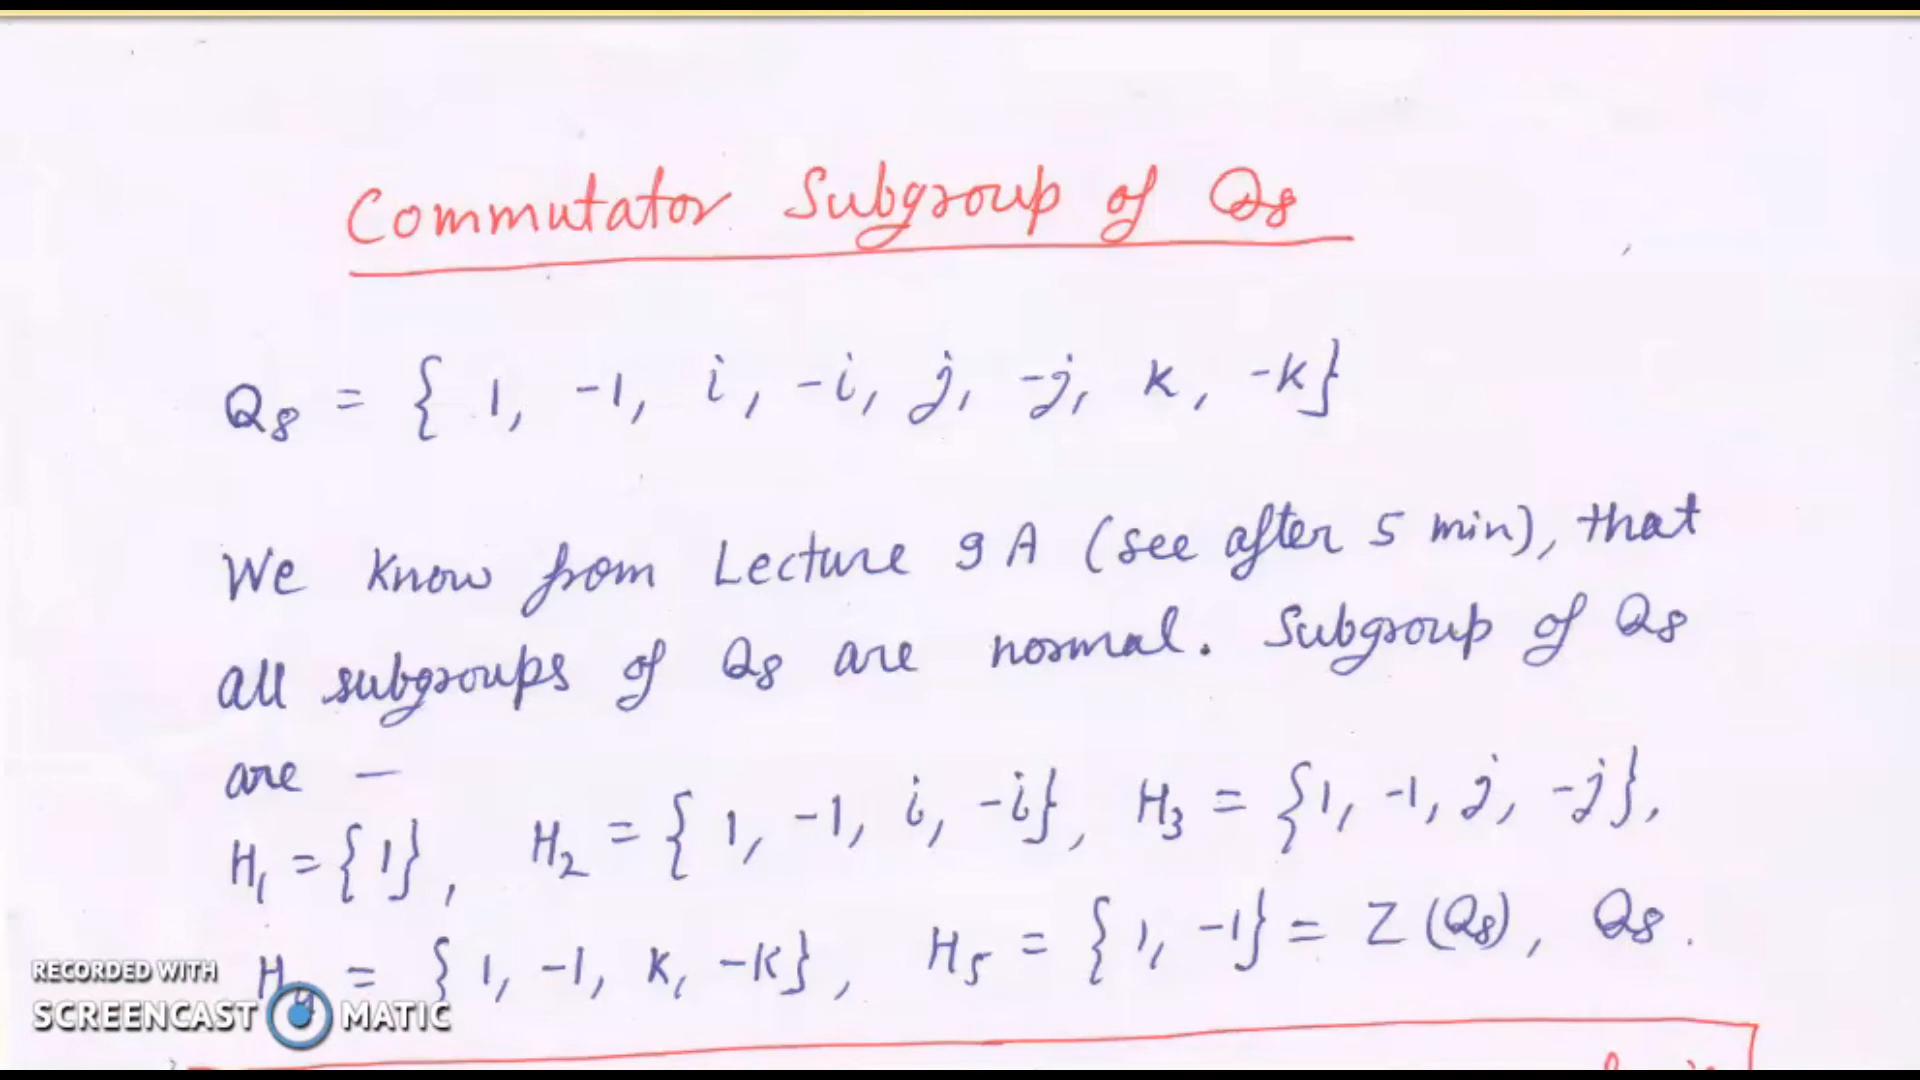 Commutator Subgroup of Q8
Q8 = { 1, -1, i, -i, j, -j, k, -k}
We know from Lecture 9A (see after 5 min), that
all subgroups of Q8 are normal. Subgroup of Q8
are —
H1 = {1}, H2 = { 1, -1, i, -i}, H3 = {1, -1, j, -j},
H4 = { 1, -1, k, -k}, H5 = { 1, -1} = Z (Q8), Q8.
RECORDED WITH
SCREENCAST MATIC